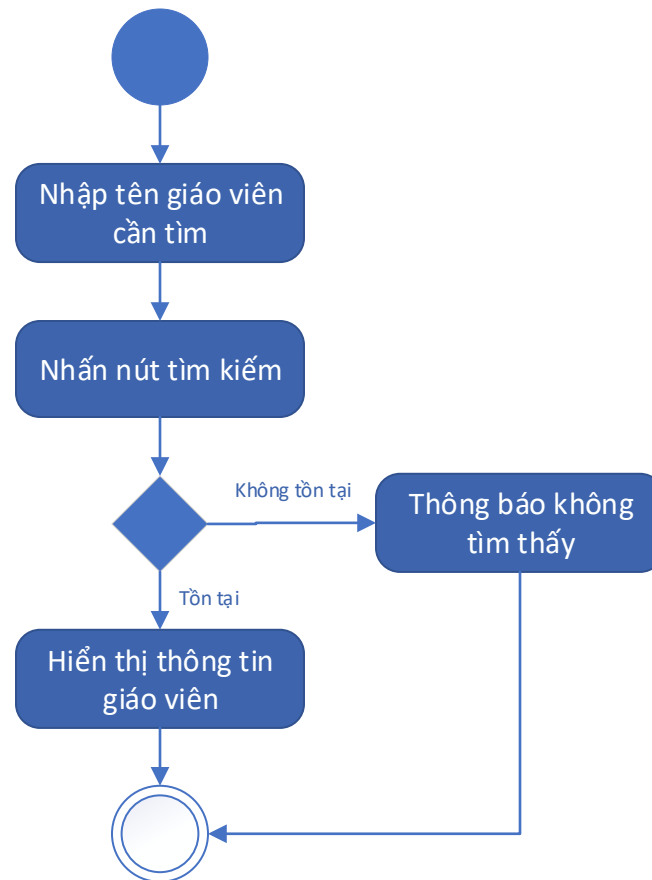 Nhập tên giáo viên
cần tìm
Nhấn nút tìm kiếm
Không tồn tại
Thông báo không
tìm thấy
Tồn tại
Hiển thị thông tin
giáo viên